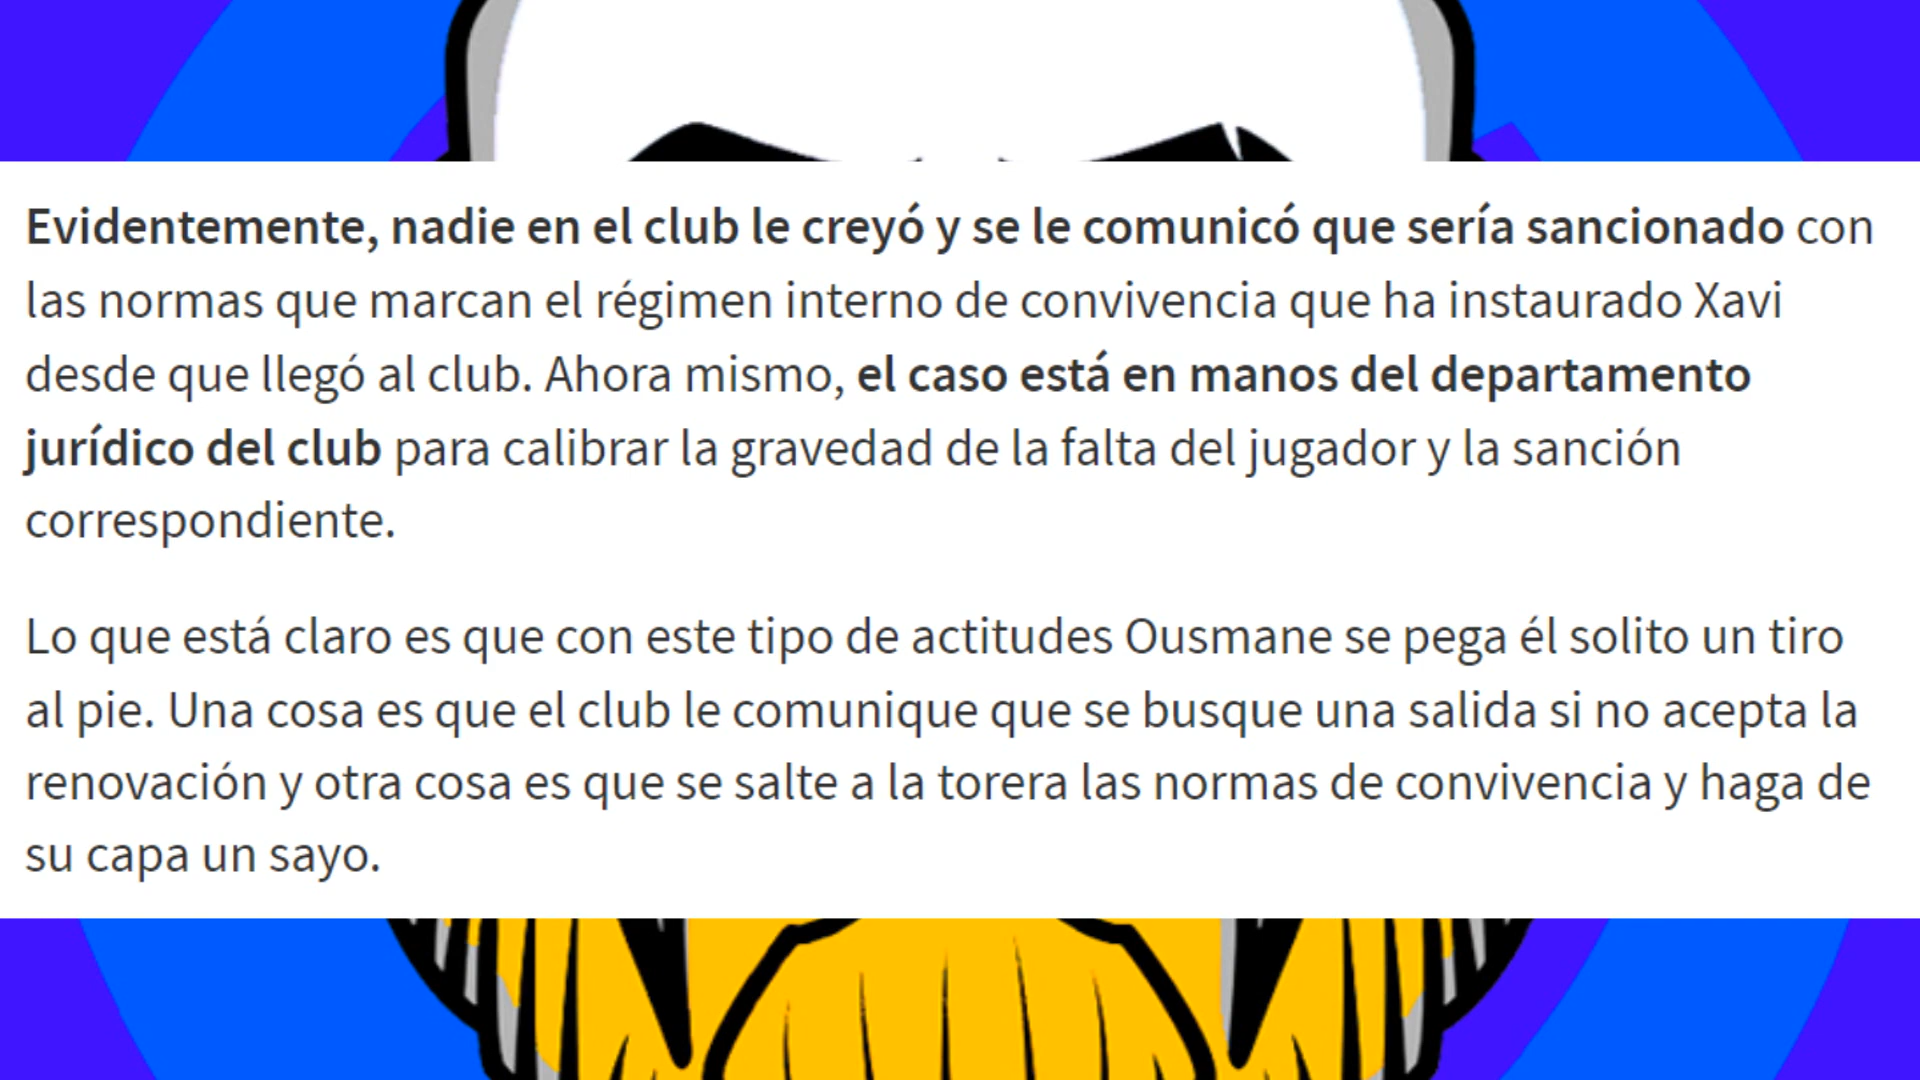 Evidentemente, nadie en el club le creyó y se le comunicó que sería sancionado con
las normas que marcan el régimen interno de convivencia que ha instaurado Xavi
desde que llegó al club. Ahora mismo, el caso está en manos del departamento
jurídico del club para calibrar la gravedad de la falta del jugador y la sanción
correspondiente.
Lo que está claro es que con este tipo de actitudes Ousmane se pega él solito un tiro
al pie. Una cosa es que el club le comunique que se busque una salida si no acepta la
renovación y otra cosa es que se salte a la torera las normas de convivencia y haga de
su capa un sayo.